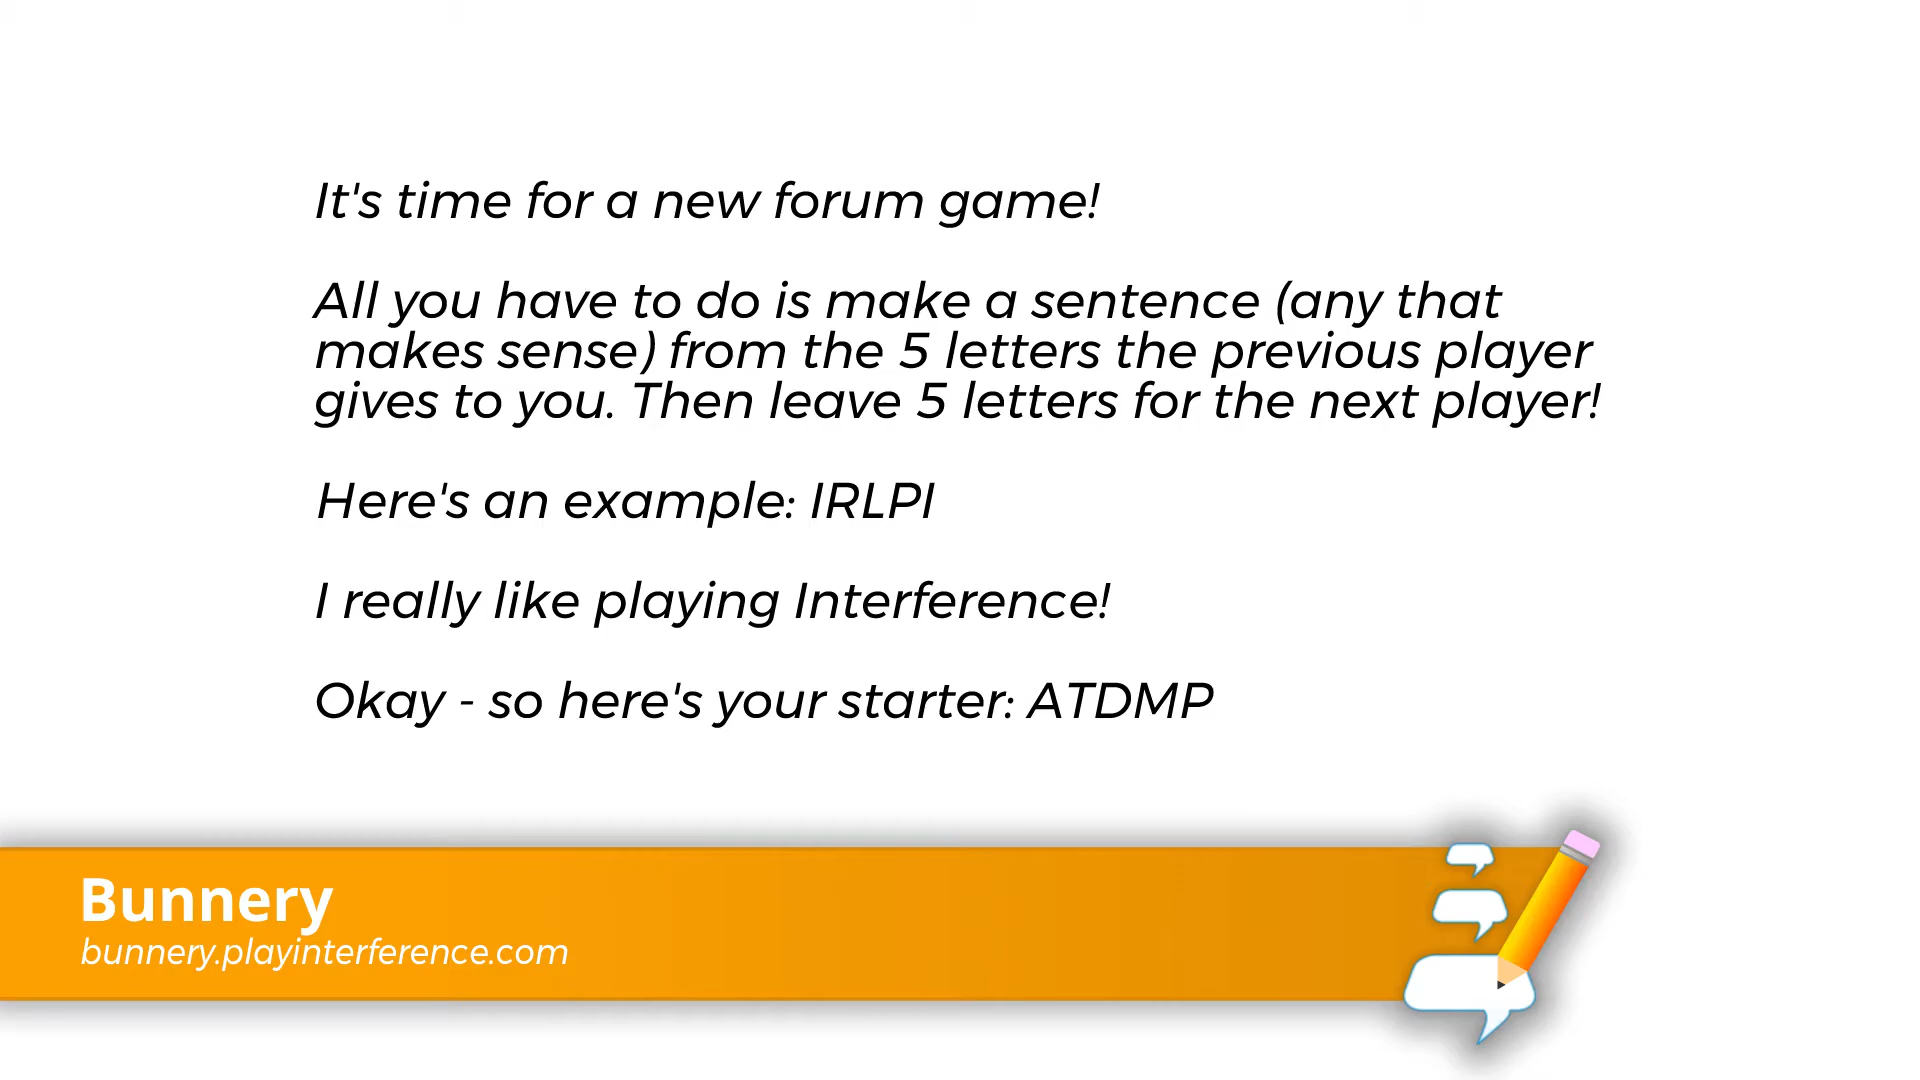 It's time for a new forum game!
All you have to do is make a sentence (any that
makes sense) from the 5 letters the previous player
gives to you. Then leave 5 letters for the next player!
Here's an example: IRLPI
I really like playing Interference!
Okay - so here's your starter: ATDMP
Bunnery
bunnery.playinterference.com